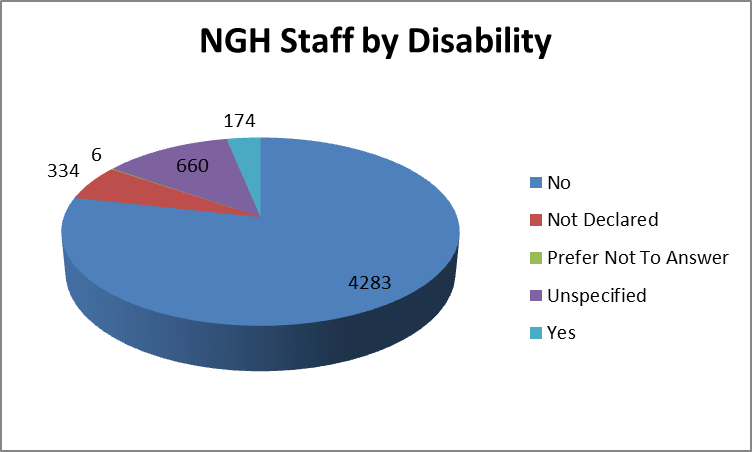 NGH Staff by Disability
174
6
334
660
4283
No
Not Declared
Prefer Not To Answer
Unspecified
Yes